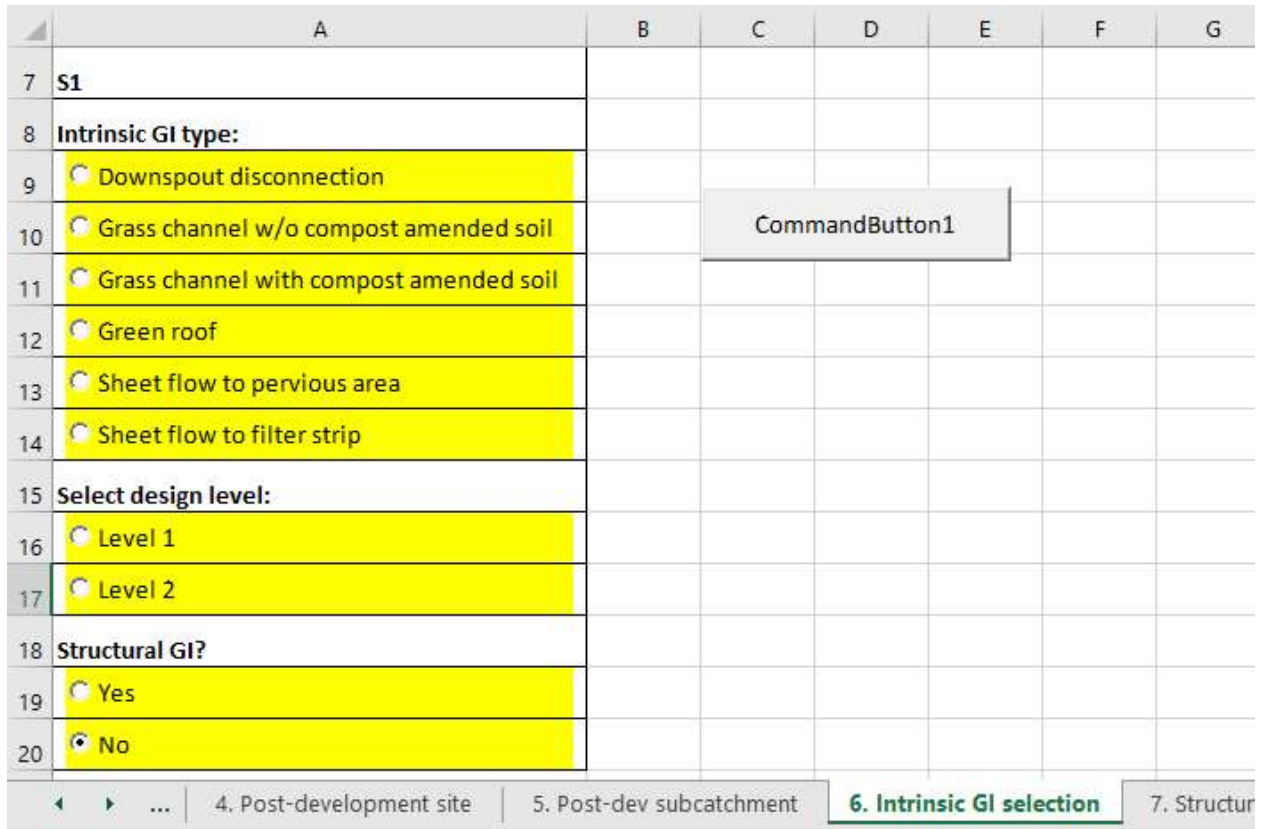 A B C D E F G
7 S1
8 Intrinsic GI type:
9 Downspout disconnection
10 Grass channel w/o compost amended soil
CommandButton1
11 Grass channel with compost amended soil
12 Green roof
13 Sheet flow to pervious area
14 Sheet flow to filter strip
15 Select design level:
16 Level 1
17 Level 2
18 Structural GI?
19 Yes
20 No
... 4. Post-development site 5. Post-dev subcatchment 6. Intrinsic GI selection 7. Structur